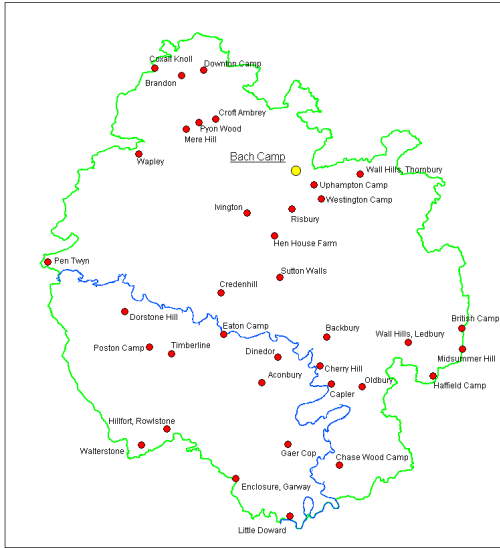 Coxall Knoll
Downton Camp
Brandon
Croft Ambrey
Pyon Wood
Mere Hill
Wapley
Bach Camp
Wall Hills, Thornbury
Uphampton Camp
Westington Camp
Ivington
Risbury
Hen House Farm
Pen Twyn
Sutton Walls
Credenhill
Dorstone Hill
Eaton Camp
Backbury
British Camp
Wall Hills, Ledbury
Poston Camp
Timberline
Dinedor
Midsummer Hill
Cherry Hill
Aconbury
Haffield Camp
Capler
Oldbury
Hillfort, Rowlstone
Walterstone
Gaer Cop
Chase Wood Camp
Enclosure, Garway
Little Doward